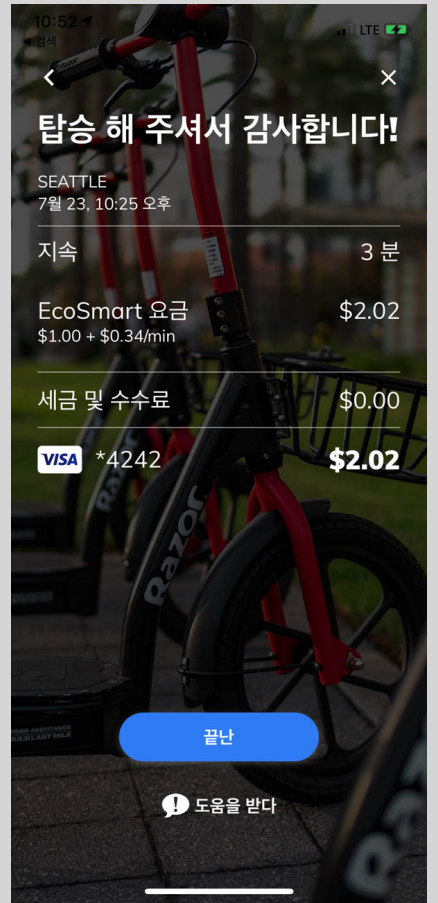 10:52
LTE
◀ 검색
탑승 해 주셔서 감사합니다!
SEATTLE
7월 23, 10:25 오후
지속 3 분
EcoSmart 요금 $2.02
$1.00 + $0.34/min
세금 및 수수료 $0.00
VISA *4242 $2.02
Razor
Razor
끝난
도움을 받다